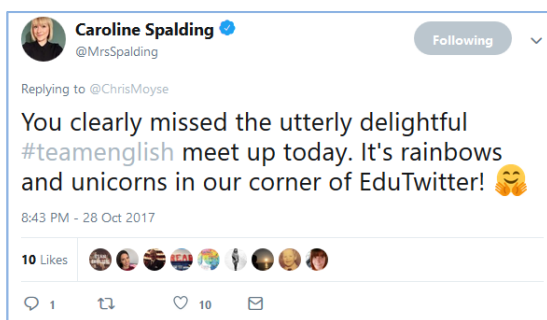 Caroline Spalding
@MrsSpalding
Following
Replying to @ChrisMoyse
You clearly missed the utterly delightful
#teamenglish meet up today. It's rainbows
and unicorns in our corner of EduTwitter! 🤗
8:43 PM - 28 Oct 2017
10 Likes
1 10